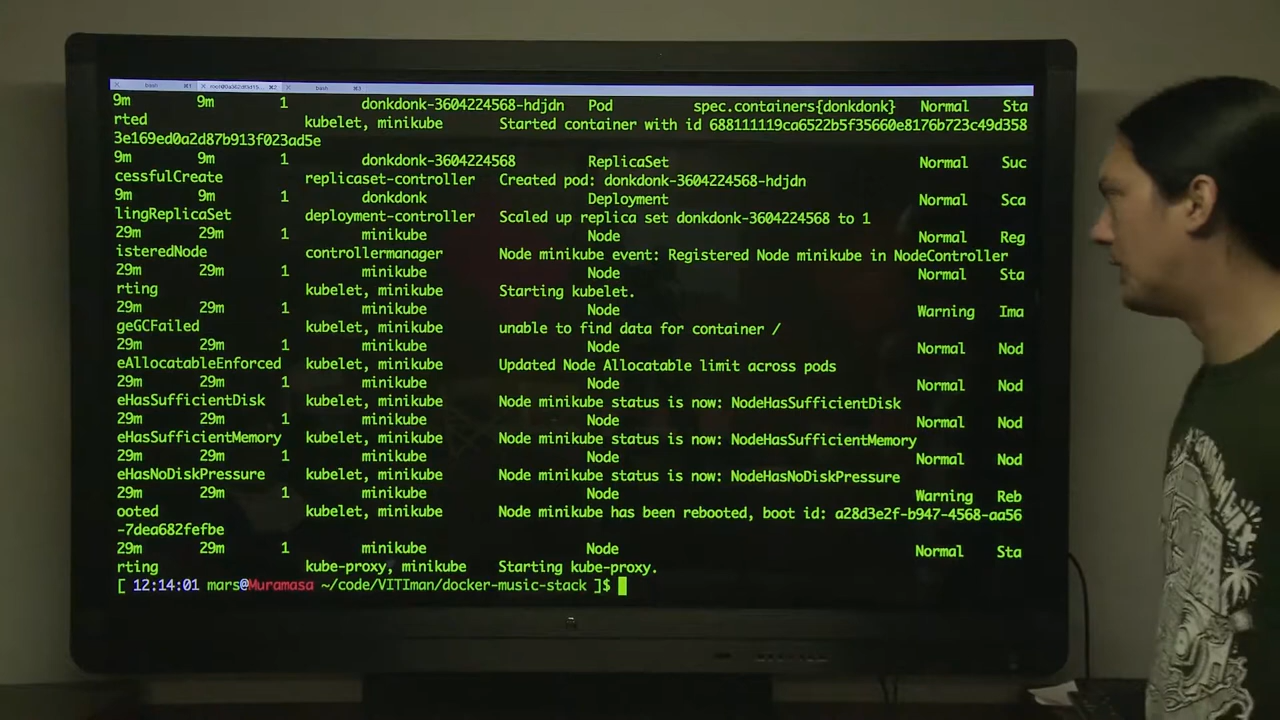 bash ⌘1 ⌘2 bash ⌘3
9m 9m 1 donkdonk-3604224568-hdjdn Pod spec.containers{donkdonk} Normal Sta
rted kubelet, minikube Started container with id 688111119ca6522b5f35660e8176b723c49d358
3e169ed0a2d87b913f023ad5e
9m 9m 1 donkdonk-3604224568 ReplicaSet Normal Suc
cessfulCreate replicaset-controller Created pod: donkdonk-3604224568-hdjdn
9m 9m 1 donkdonk Deployment Normal Sca
lingReplicaSet deployment-controller Scaled up replica set donkdonk-3604224568 to 1
29m 29m 1 minikube Node Normal Reg
isteredNode controllermanager Node minikube event: Registered Node minikube in NodeController
29m 29m 1 minikube Node Normal Sta
rting kubelet, minikube Starting kubelet.
29m 29m 1 minikube Node Warning Ima
geGCFailed kubelet, minikube unable to find data for container /
29m 29m 1 minikube Node Normal Nod
eAllocatableEnforced kubelet, minikube Updated Node Allocatable limit across pods
29m 29m 1 minikube Node Normal Nod
eHasSufficientDisk kubelet, minikube Node minikube status is now: NodeHasSufficientDisk
29m 29m 1 minikube Node Normal Nod
eHasSufficientMemory kubelet, minikube Node minikube status is now: NodeHasSufficientMemory
29m 29m 1 minikube Node Normal Nod
eHasNoDiskPressure kubelet, minikube Node minikube status is now: NodeHasNoDiskPressure
29m 29m 1 minikube Node Warning Reb
ooted kubelet, minikube Node minikube has been rebooted, boot id: a28d3e2f-b947-4568-aa56
-7dea682fefbe
29m 29m 1 minikube Node Normal Sta
rting kube-proxy, minikube Starting kube-proxy.
[ 12:14:01 mars@Muramasa ~/code/VITIman/docker-music-stack ]$